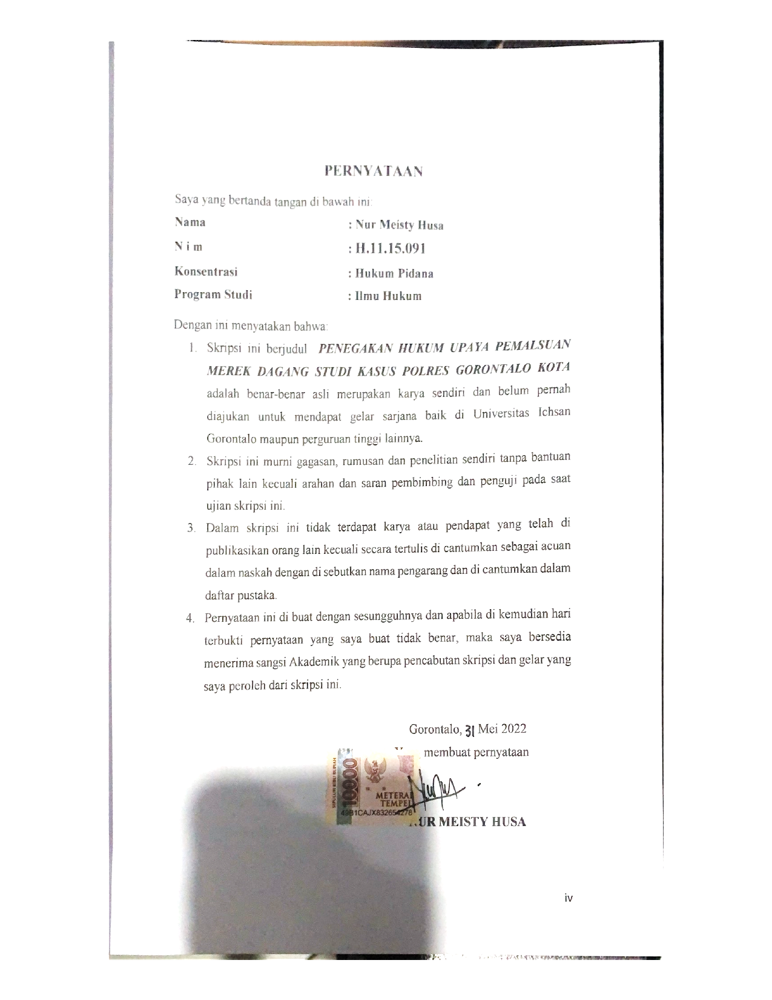 PERNYATAAN
Saya yang bertanda tangan di bawah ini:
Nama : Nur Meisty Husa
N i m : H.11.15.091
Konsentrasi : Hukum Pidana
Program Studi : Ilmu Hukum
Dengan ini menyatakan bahwa:
1. Skripsi ini berjudul PENEGAKAN HUKUM UPAYA PEMALSUAN
MEREK DAGANG STUDI KASUS POLRES GORONTALO KOTA
adalah benar-benar asli merupakan karya sendiri dan belum pernah
diajukan untuk mendapat gelar sarjana baik di Universitas Ichsan
Gorontalo maupun perguruan tinggi lainnya.
2. Skripsi ini murni gagasan, rumusan dan penelitian sendiri tanpa bantuan
pihak lain kecuali arahan dan saran pembimbing dan penguji pada saat
ujian skripsi ini.
3. Dalam skripsi ini tidak terdapat karya atau pendapat yang telah di
publikasikan orang lain kecuali secara tertulis di cantumkan sebagai acuan
dalam naskah dengan di sebutkan nama pengarang dan di cantumkan dalam
daftar pustaka.
4. Pernyataan ini di buat dengan sesungguhnya dan apabila di kemudian hari
terbukti pernyataan yang saya buat tidak benar, maka saya bersedia
menerima sangsi Akademik yang berupa pencabutan skripsi dan gelar yang
saya peroleh dari skripsi ini.
Gorontalo, 31 Mei 2022
membuat pernyataan
SEPULUH RIBU RUPIAH
10000
METERAI
TEMPEL
49B1CAJX832654278
NUR MEISTY HUSA
iv